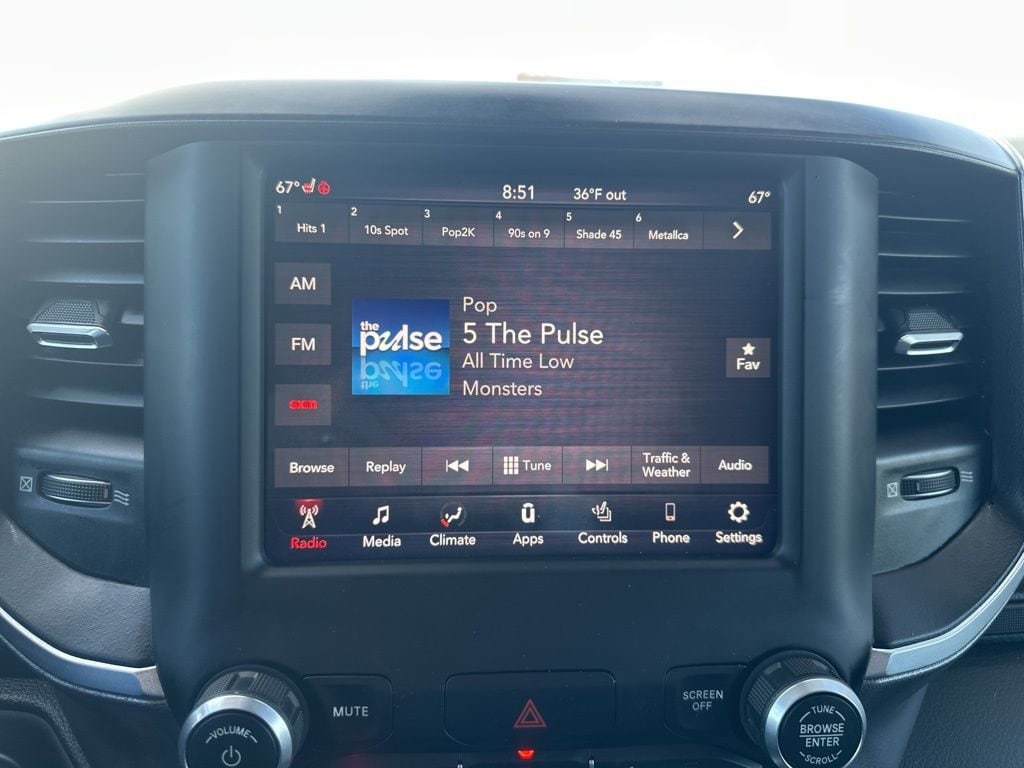 67° 8:51 36°F out 67°
1 Hits 1 2 10s Spot 3 Pop2K 4 90s on 9 5 Shade 45 6 Metallca
AM
FM
sxm
the pulse
Pop
5 The Pulse
All Time Low
Monsters
Fav
Browse Replay Tune Traffic & Weather Audio
Radio Media Climate Apps Controls Phone Settings
VOLUME
MUTE
SCREEN OFF
TUNE
BROWSE
ENTER
SCROLL